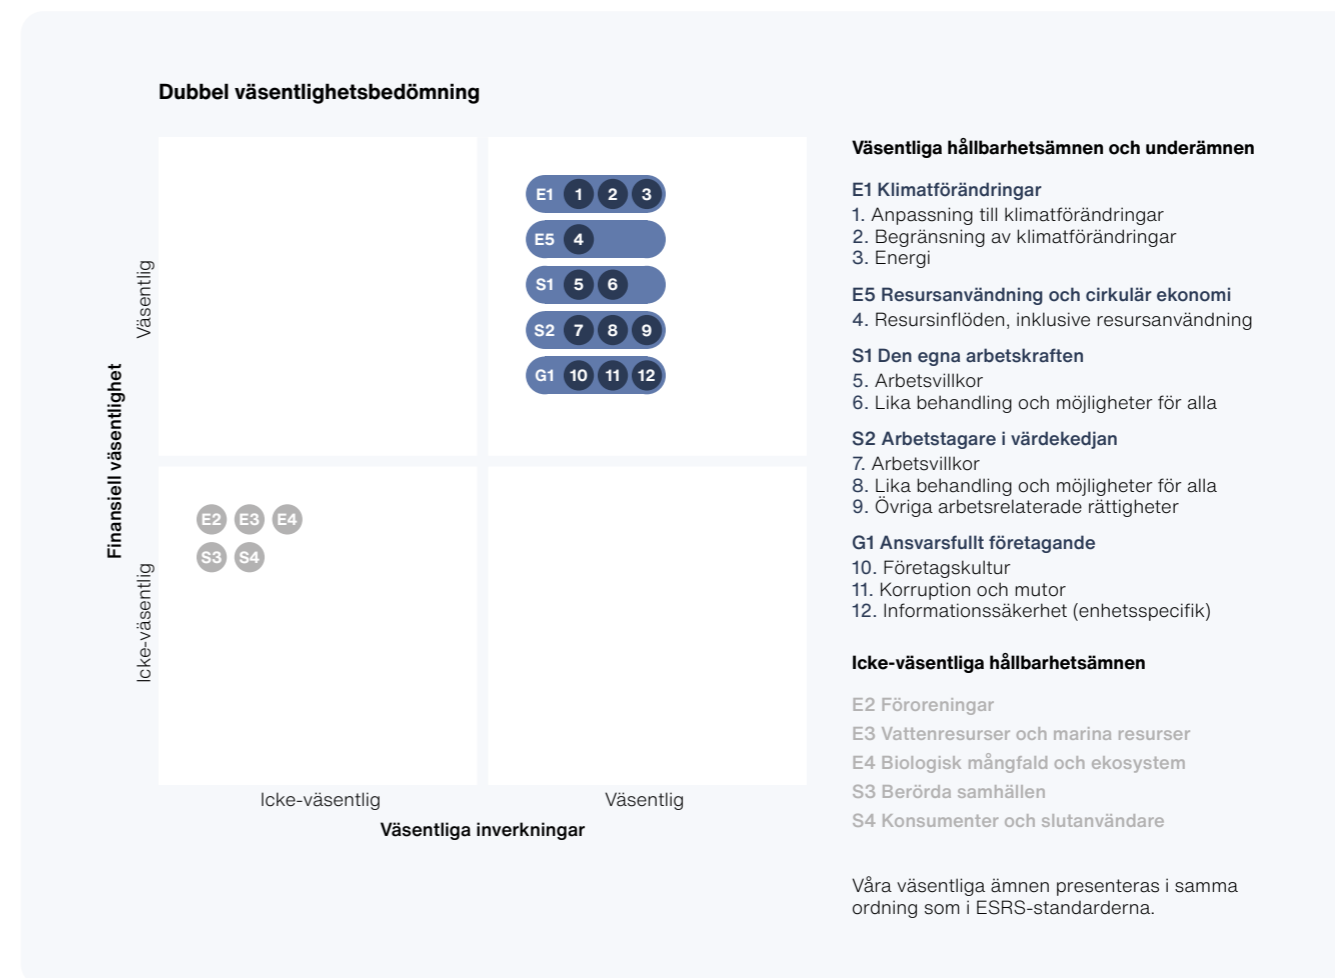 Dubbel väsentlighetsbedömning
Finansiell väsentlighet
Väsentlig
Icke-väsentlig
E1 1 2 3
E5 4
S1 5 6
S2 7 8 9
G1 10 11 12
E2 E3 E4
S3 S4
Icke-väsentlig
Väsentlig
Väsentliga inverkningar
Väsentliga hållbarhetsämnen och underämnen
E1 Klimatförändringar
1. Anpassning till klimatförändringar
2. Begränsning av klimatförändringar
3. Energi
E5 Resursanvändning och cirkulär ekonomi
4. Resursinflöden, inklusive resursanvändning
S1 Den egna arbetskraften
5. Arbetsvillkor
6. Lika behandling och möjligheter för alla
S2 Arbetstagare i värdekedjan
7. Arbetsvillkor
8. Lika behandling och möjligheter för alla
9. Övriga arbetsrelaterade rättigheter
G1 Ansvarsfullt företagande
10. Företagskultur
11. Korruption och mutor
12. Informationssäkerhet (enhetsspecifik)
Icke-väsentliga hållbarhetsämnen
E2 Föroreningar
E3 Vattenresurser och marina resurser
E4 Biologisk mångfald och ekosystem
S3 Berörda samhällen
S4 Konsumenter och slutanvändare
Våra väsentliga ämnen presenteras i samma
ordning som i ESRS-standarderna.